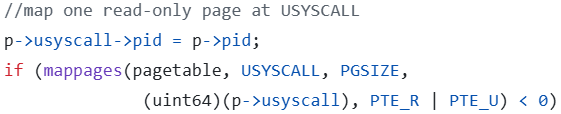 //map one read-only page at USYSCALL
p->usyscall->pid = p->pid;
if (mappages(pagetable, USYSCALL, PGSIZE,
(uint64)(p->usyscall), PTE_R | PTE_U) < 0)